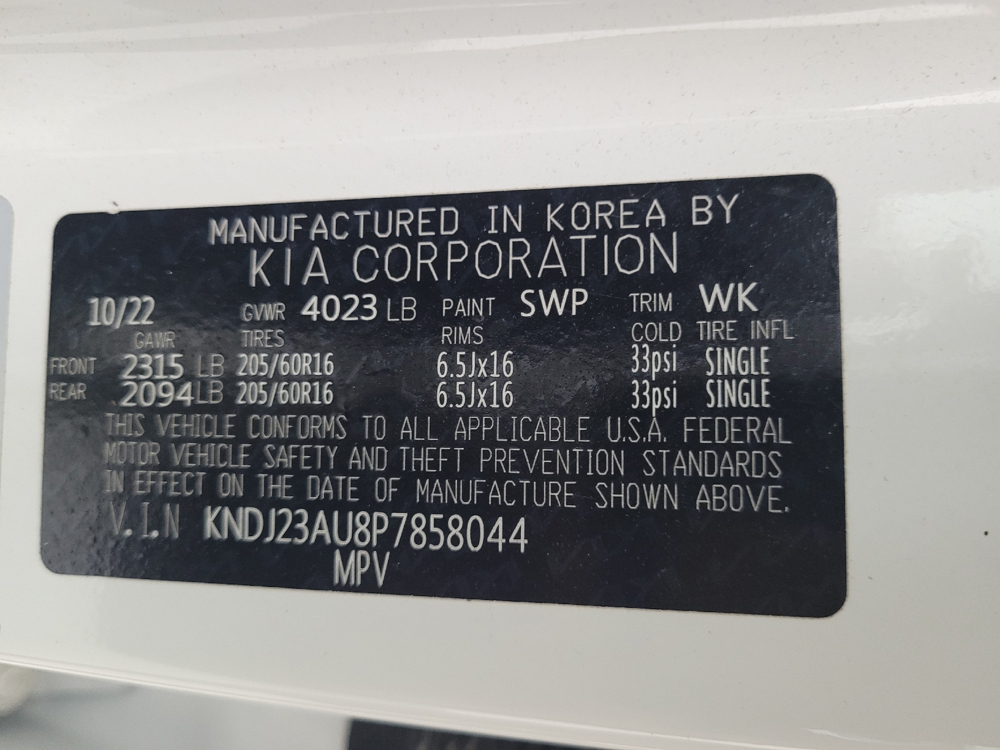 MANUFACTURED IN KOREA BY
KIA CORPORATION
10/22 GVWR 4023 LB PAINT SWP TRIM WK
GAWR TIRES RIMS COLD TIRE INFL
FRONT 2315 LB 205/60R16 6.5Jx16 33psi SINGLE
REAR 2094 LB 205/60R16 6.5Jx16 33psi SINGLE
THIS VEHICLE CONFORMS TO ALL APPLICABLE U.S.A. FEDERAL
MOTOR VEHICLE SAFETY AND THEFT PREVENTION STANDARDS
IN EFFECT ON THE DATE OF MANUFACTURE SHOWN ABOVE.
V.I.N KNDJ23AU8P7858044
MPV